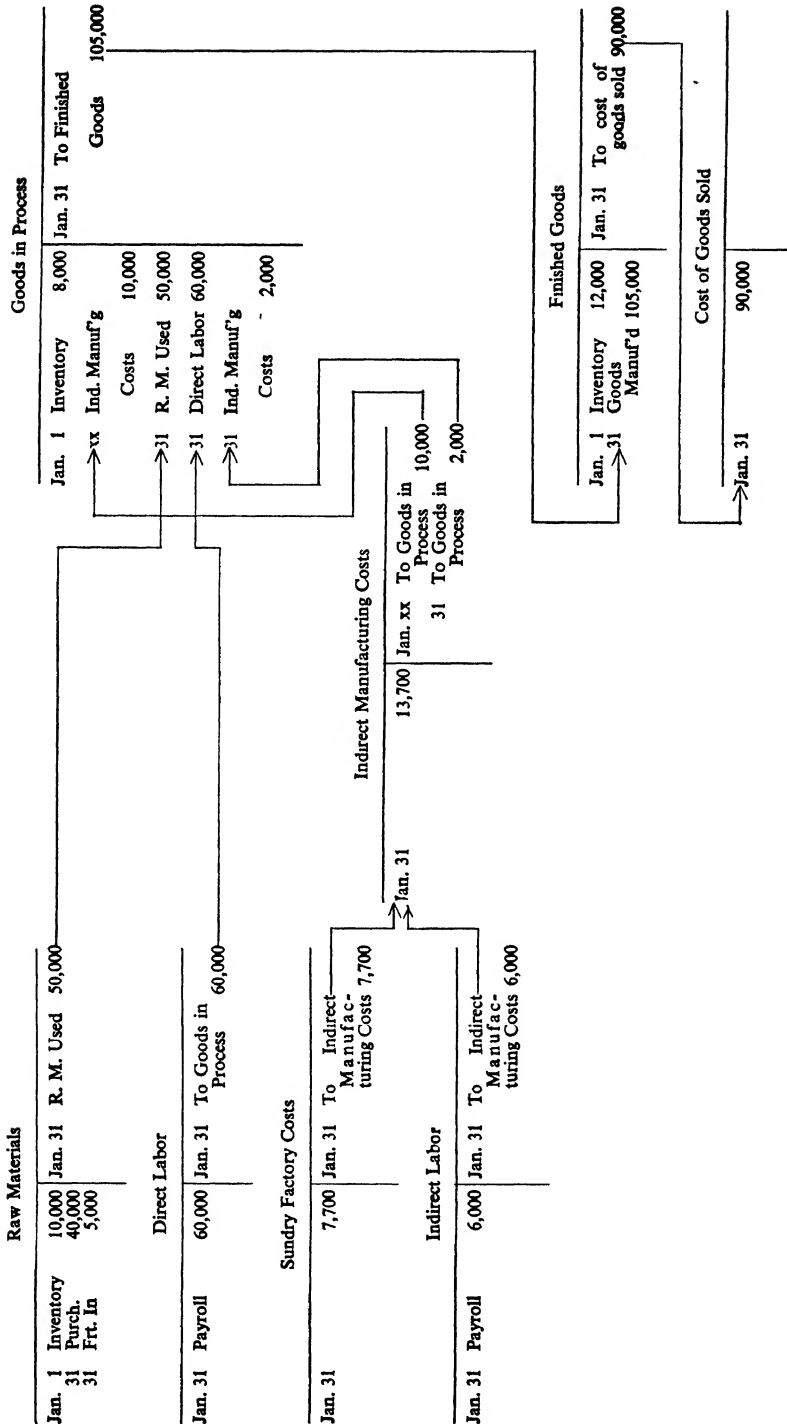 Raw Materials
Jan. 1 Inventory 10,000 Jan. 31 R. M. Used 50,000
31 Purch. 40,000
31 Frt. In 5,000
Direct Labor
Jan. 31 Payroll 60,000 Jan. 31 To Goods in
Process 60,000
Sundry Factory Costs
Jan. 31 7,700 Jan. 31 To Indirect
Manufac-
turing Costs 7,700
Indirect Labor
Jan. 31 Payroll 6,000 Jan. 31 To Indirect
Manufac-
turing Costs 6,000
Indirect Manufacturing Costs
Jan. 31 13,700 Jan. xx To Goods in
Process 10,000
31 To Goods in
Process 2,000
Goods in Process
Jan. 1 Inventory 8,000 Jan. 31 To Finished
xx Ind. Manuf'g
Goods 105,000
Costs 10,000
31 R. M. Used 50,000
31 Direct Labor 60,000
31 Ind. Manuf'g
Costs 2,000
Finished Goods
Jan. 1 Inventory 12,000 Jan. 31 To cost of
31 Goods
goods sold 90,000
Manuf'd 105,000
Cost of Goods Sold
Jan. 31 90,000